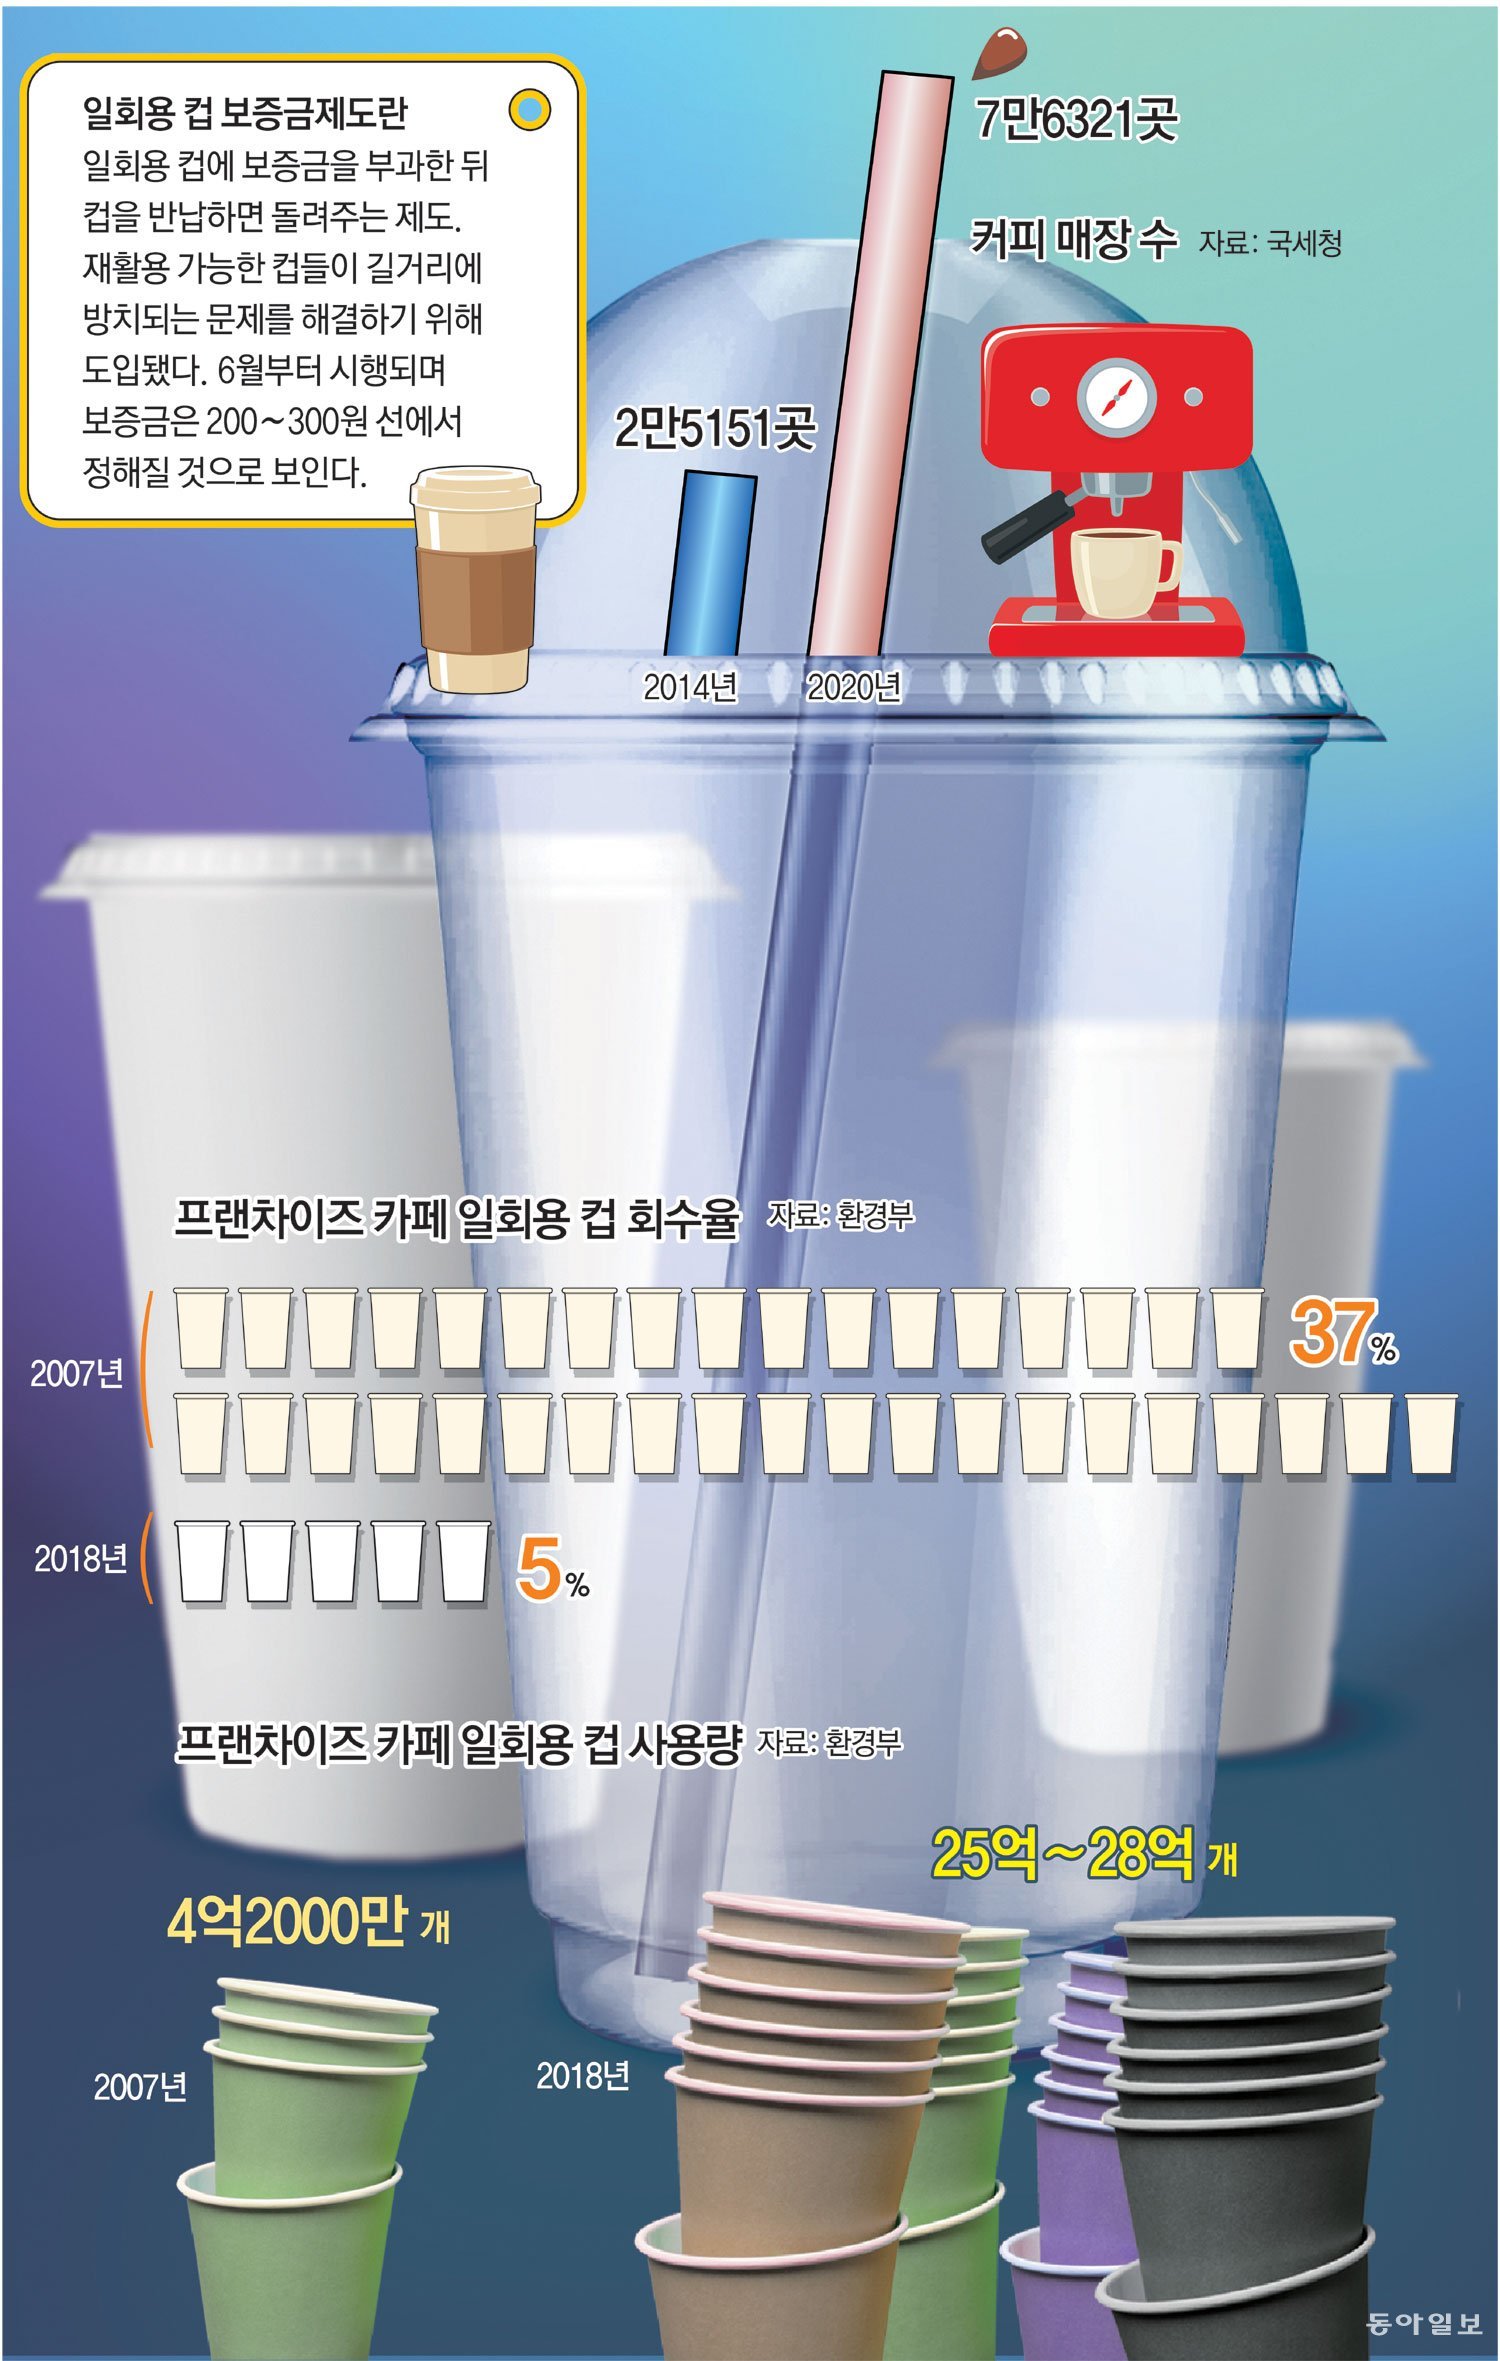 일회용 컵 보증금제도란
일회용 컵에 보증금을 부과한 뒤
컵을 반납하면 돌려주는 제도.
재활용 가능한 컵들이 길거리에
방치되는 문제를 해결하기 위해
도입됐다. 6월부터 시행되며
보증금은 200~300원 선에서
정해질 것으로 보인다.
7만6321곳
커피 매장 수 자료: 국세청
2만5151곳
2014년 2020년
프랜차이즈 카페 일회용 컵 회수율 자료: 환경부
2007년 37%
2018년 5%
프랜차이즈 카페 일회용 컵 사용량 자료: 환경부
25억~28억 개
4억2000만 개
2007년 2018년
동아일보